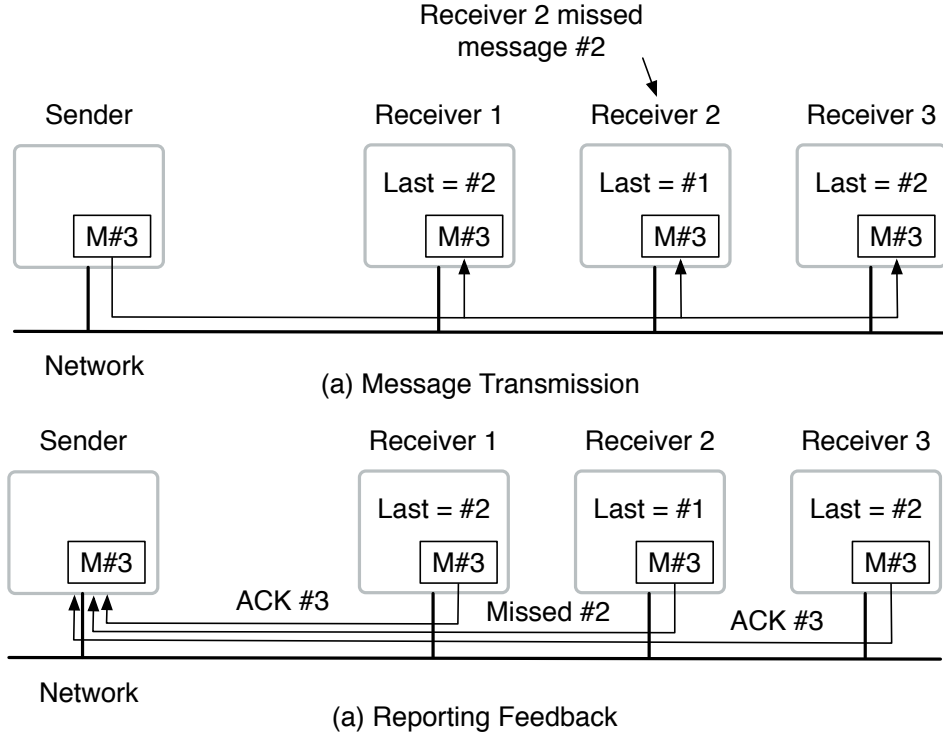 Receiver 2 missed
message #2
Sender
Receiver 1
Receiver 2
Receiver 3
Last = #2
Last = #1
Last = #2
M#3
M#3
M#3
M#3
Network
(a) Message Transmission
Sender
Receiver 1
Receiver 2
Receiver 3
Last = #2
Last = #1
Last = #2
M#3
M#3
M#3
M#3
ACK #3
Missed #2
ACK #3
Network
(a) Reporting Feedback